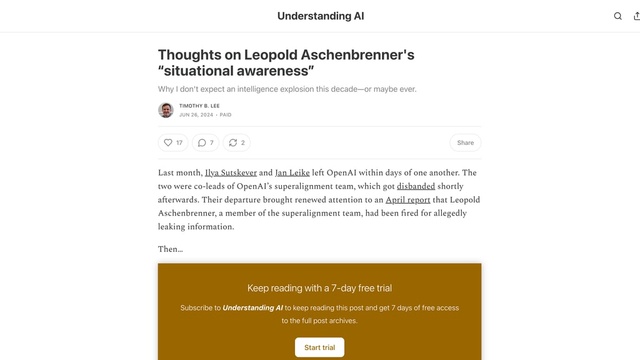 Understanding AI
Thoughts on Leopold Aschenbrenner's
“situational awareness”
Why I don't expect an intelligence explosion this decade—or maybe ever.
TIMOTHY B. LEE
JUN 26, 2024 • PAID
17
7
2
Share
Last month, Ilya Sutskever and Jan Leike left OpenAI within days of one another. The
two were co-leads of OpenAI’s superalignment team, which got disbanded shortly
afterwards. Their departure brought renewed attention to an April report that Leopold
Aschenbrenner, a member of the superalignment team, had been fired for allegedly
leaking information.
Then…
Keep reading with a 7-day free trial
Subscribe to Understanding AI to keep reading this post and get 7 days of free access
to the full post archives.
Start trial